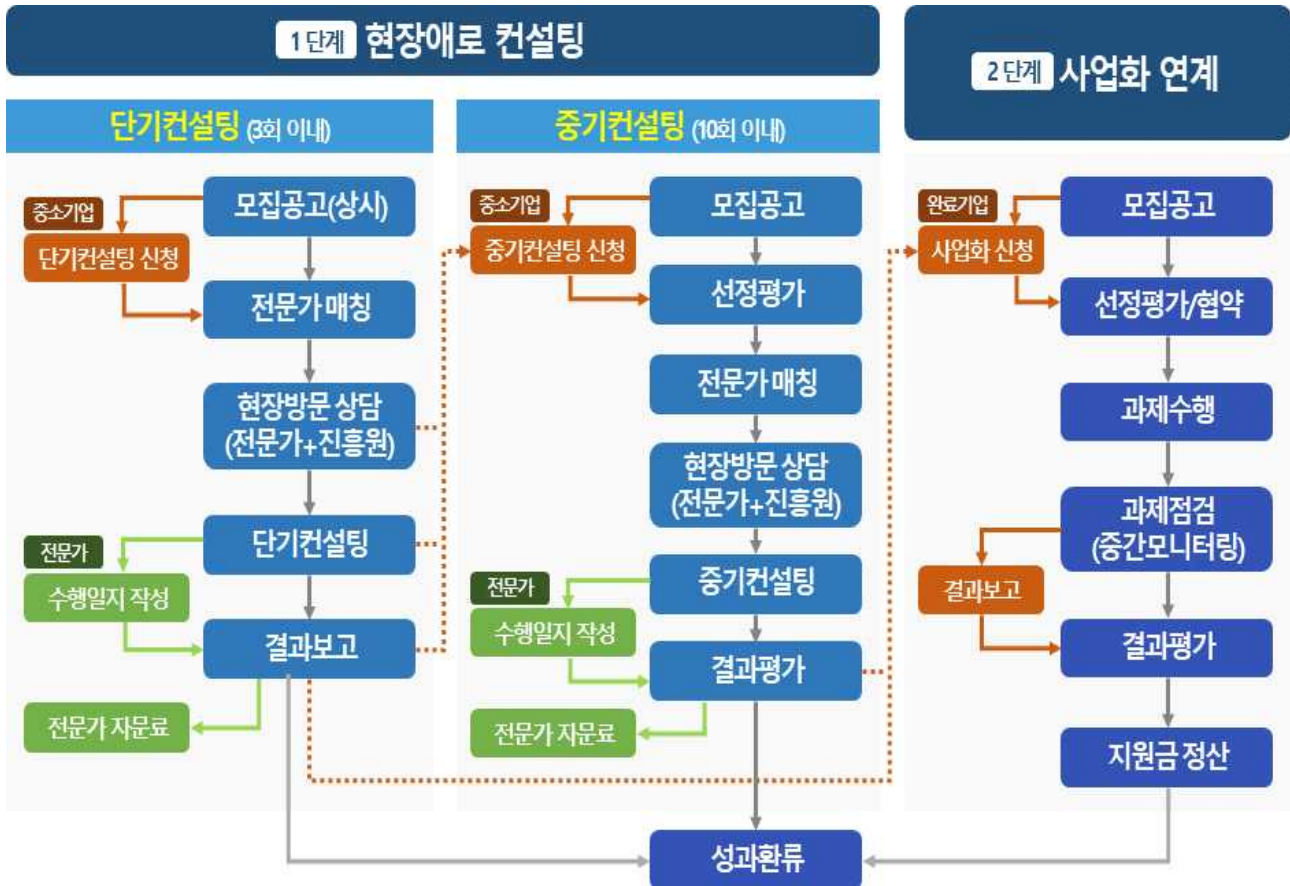 1단계 현장애로 컨설팅
단기컨설팅 (3회 이내)
중소기업
모집공고(상시)
단기컨설팅 신청
전문가 매칭
현장방문 상담
(전문가+진흥원)
전문가
단기컨설팅
수행일지 작성
결과보고
전문가 자문료
중기컨설팅 (10회 이내)
중소기업
모집공고
중기컨설팅 신청
선정평가
전문가 매칭
현장방문 상담
(전문가+진흥원)
전문가
중기컨설팅
수행일지 작성
결과평가
전문가 자문료
2단계 사업화 연계
완료기업
모집공고
사업화 신청
선정평가/협약
과제수행
과제점검
(중간모니터링)
결과보고
결과평가
지원금 정산
성과환류